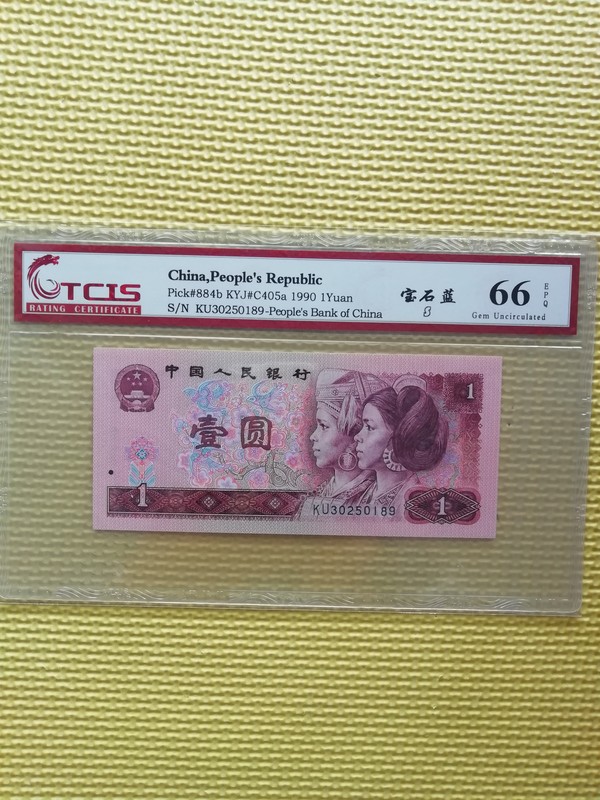 TCIS
RATING CERTIFICATE
China,People's Republic
Pick#884b KYJ#C405a 1990 1Yuan
S/N KU30250189-People's Bank of China
宝石蓝
66
EPQ
Gem Uncirculated
中国人民银行
壹圆
1
1
KU30250189
1